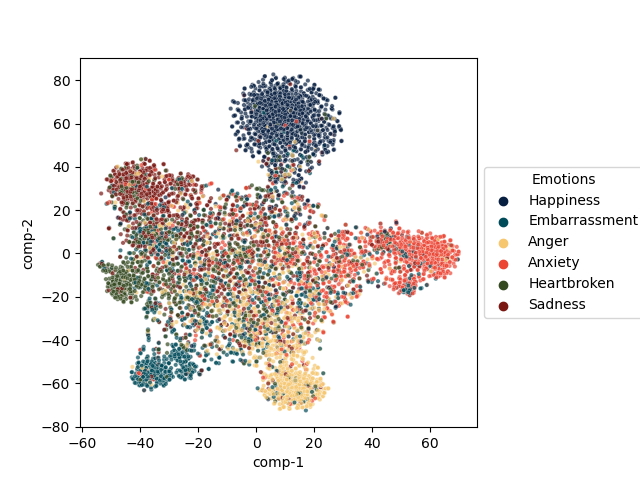 80
60
40
20
0
−20
−40
−60
−80
−60
−40
−20
0
20
40
60
comp-1
comp-2
Emotions
Happiness
Embarrassment
Anger
Anxiety
Heartbroken
Sadness